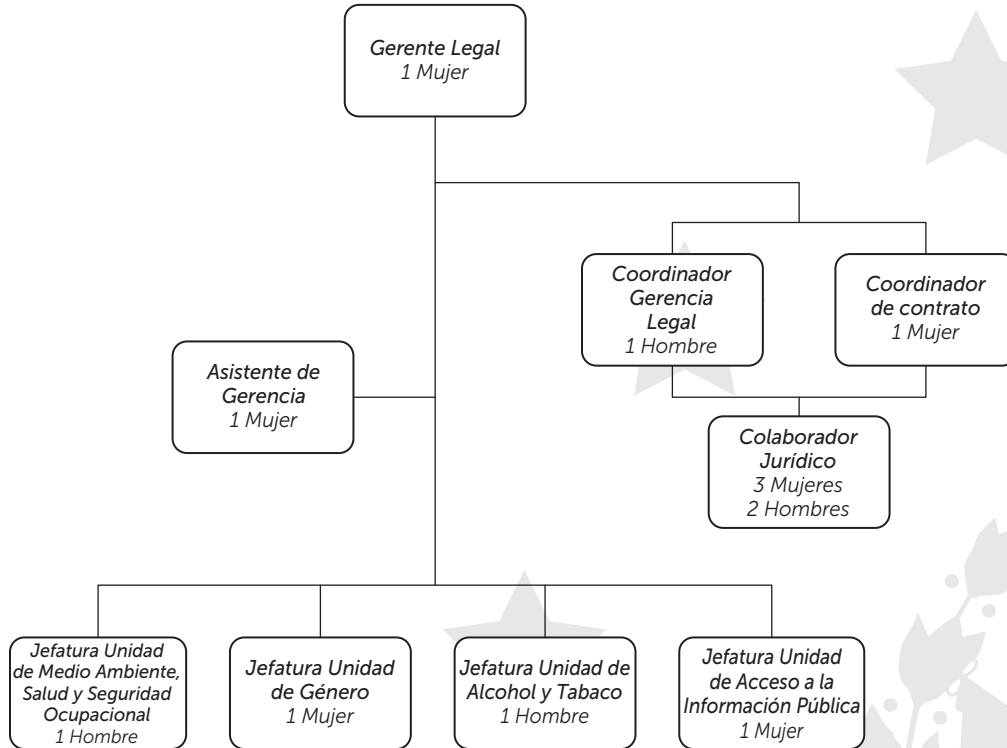 Gerente Legal
1 Mujer
Coordinador
Gerencia
Legal
1 Hombre
Coordinador
de contrato
1 Mujer
Asistente de
Gerencia
1 Mujer
Colaborador
Jurídico
3 Mujeres
2 Hombres
Jefatura Unidad
de Medio Ambiente,
Salud y Seguridad
Ocupacional
1 Hombre
Jefatura Unidad
de Género
1 Mujer
Jefatura Unidad de
Alcohol y Tabaco
1 Hombre
Jefatura Unidad
de Acceso a la
Información Pública
1 Mujer